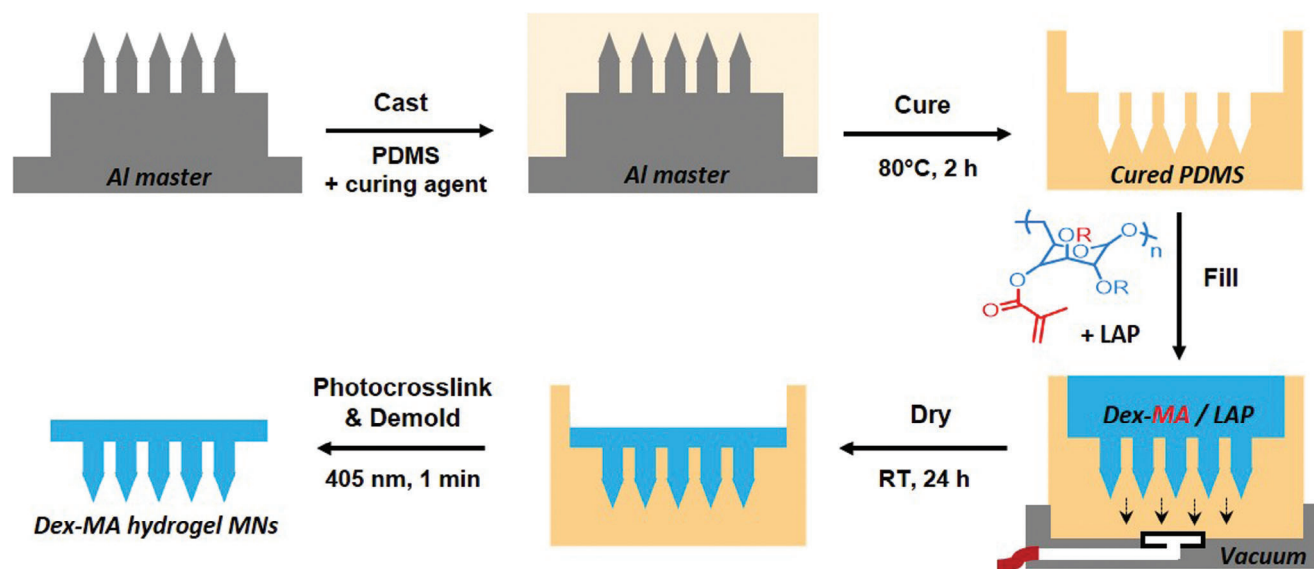 Al master
Cast
PDMS
+ curing agent
Al master
Cure
80°C, 2 h
Cured PDMS
O
OR
O
O
n
O
OR
O
+ LAP
Fill
Dex-MA / LAP
Vacuum
Dry
RT, 24 h
Photocrosslink
& Demold
405 nm, 1 min
Dex-MA hydrogel MNs